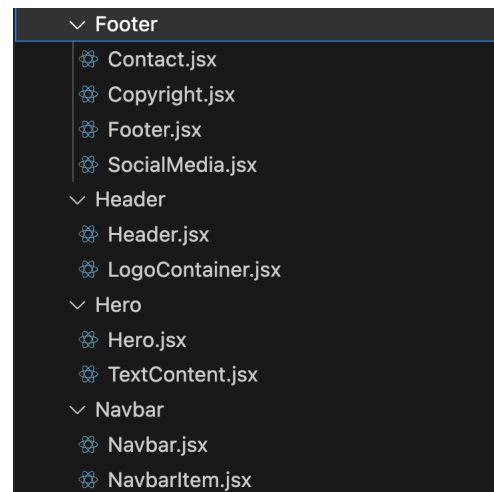 Footer
Contact.jsx
Copyright.jsx
Footer.jsx
SocialMedia.jsx
Header
Header.jsx
LogoContainer.jsx
Hero
Hero.jsx
TextContent.jsx
Navbar
Navbar.jsx
NavbarItem.jsx